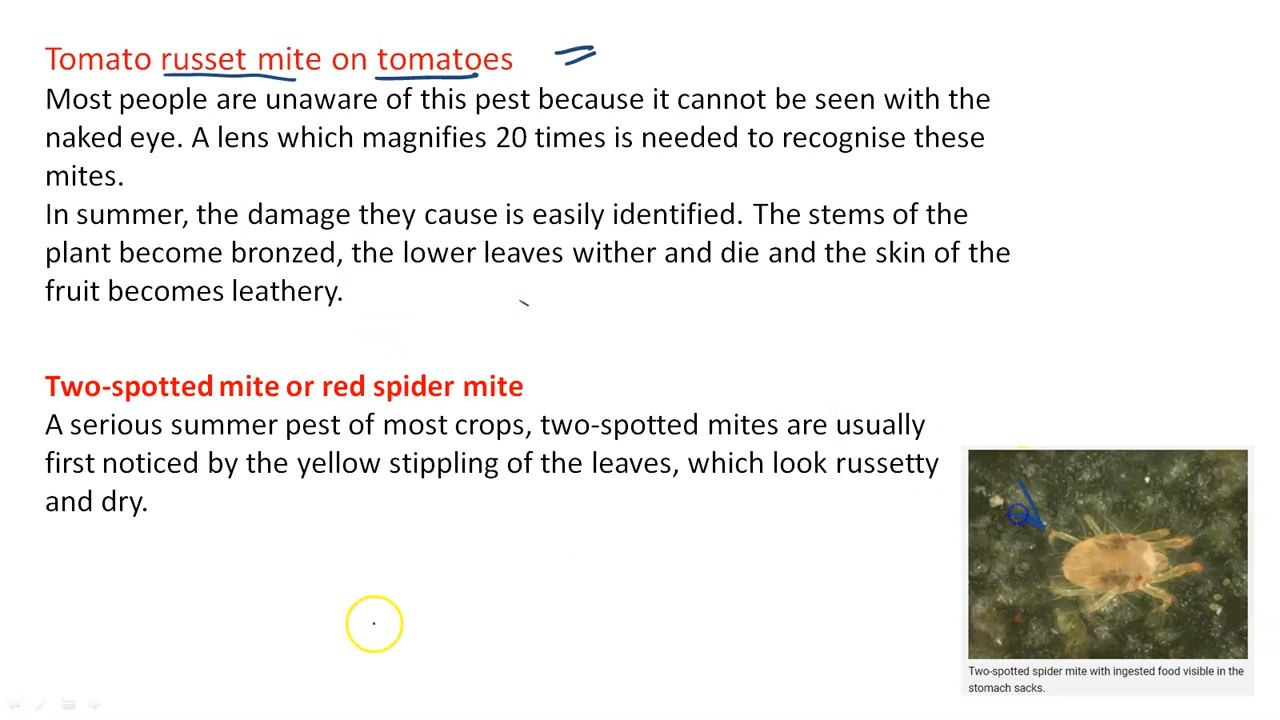 Tomato russet mite on tomatoes
Most people are unaware of this pest because it cannot be seen with the
naked eye. A lens which magnifies 20 times is needed to recognise these
mites.
In summer, the damage they cause is easily identified. The stems of the
plant become bronzed, the lower leaves wither and die and the skin of the
fruit becomes leathery.
Two-spotted mite or red spider mite
A serious summer pest of most crops, two-spotted mites are usually
first noticed by the yellow stippling of the leaves, which look russetty
and dry.
Two-spotted spider mite with ingested food visible in the
stomach sacks.